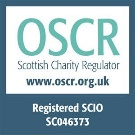 OSCR
Scottish Charity Regulator
www.oscr.org.uk
Registered SCIO
SC046373